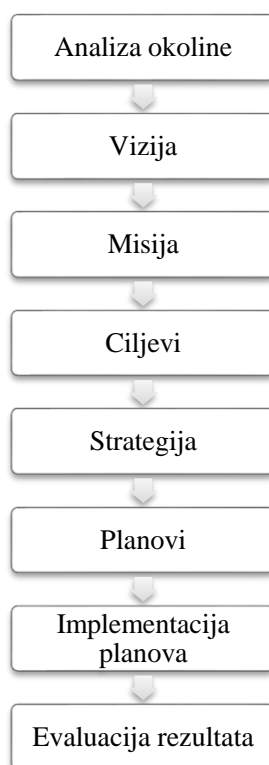 Analiza okoline
Vizija
Misija
Ciljevi
Strategija
Planovi
Implementacija
planova
Evaluacija rezultata